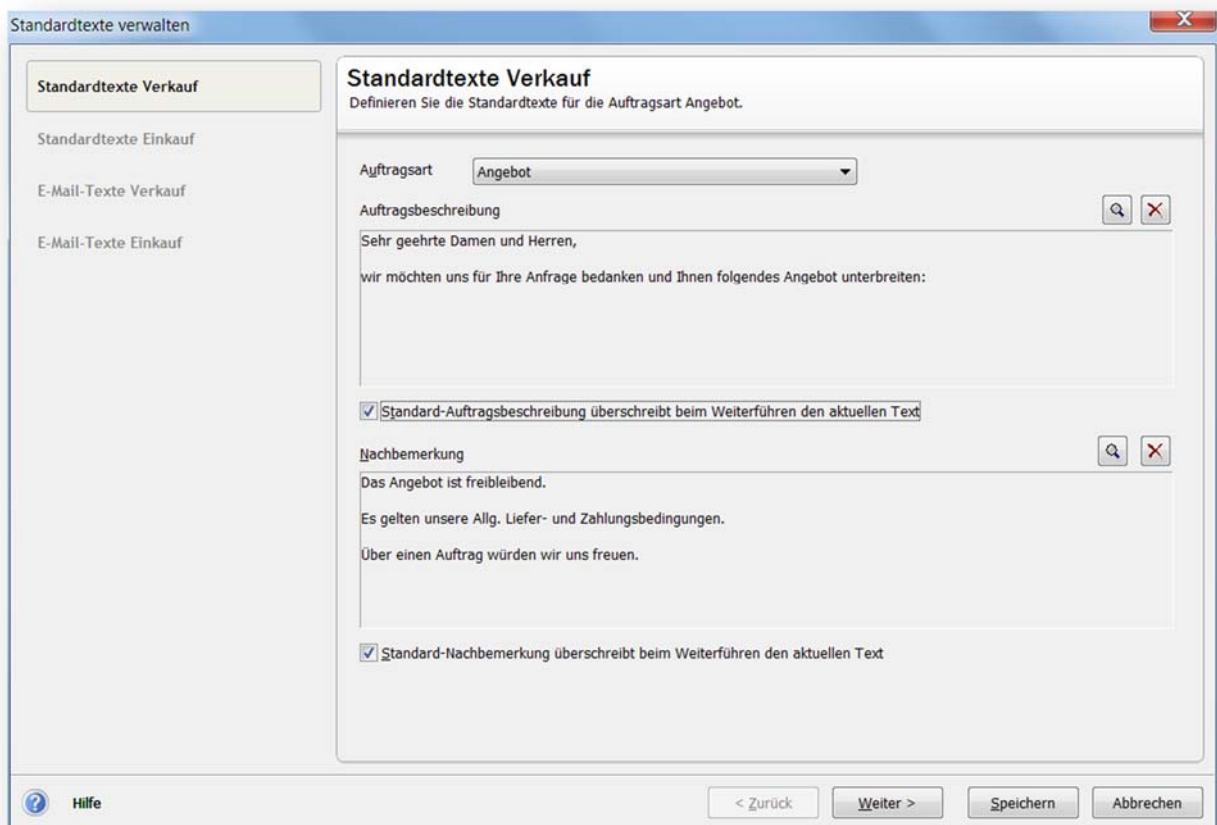 Standardtexte verwalten
Standardtexte Verkauf
Standardtexte Einkauf
E-Mail-Texte Verkauf
E-Mail-Texte Einkauf
Standardtexte Verkauf
Definieren Sie die Standardtexte für die Auftragsart Angebot.
Auftragsart
Angebot
Auftragsbeschreibung
Sehr geehrte Damen und Herren,
wir möchten uns für Ihre Anfrage bedanken und Ihnen folgendes Angebot unterbreiten:
Standard-Auftragsbeschreibung überschreibt beim Weiterführen den aktuellen Text
Nachbemerkung
Das Angebot ist freibleibend.
Es gelten unsere Allg. Liefer- und Zahlungsbedingungen.
Über einen Auftrag würden wir uns freuen.
Standard-Nachbemerkung überschreibt beim Weiterführen den aktuellen Text
Hilfe
< Zurück
Weiter >
Speichern
Abbrechen